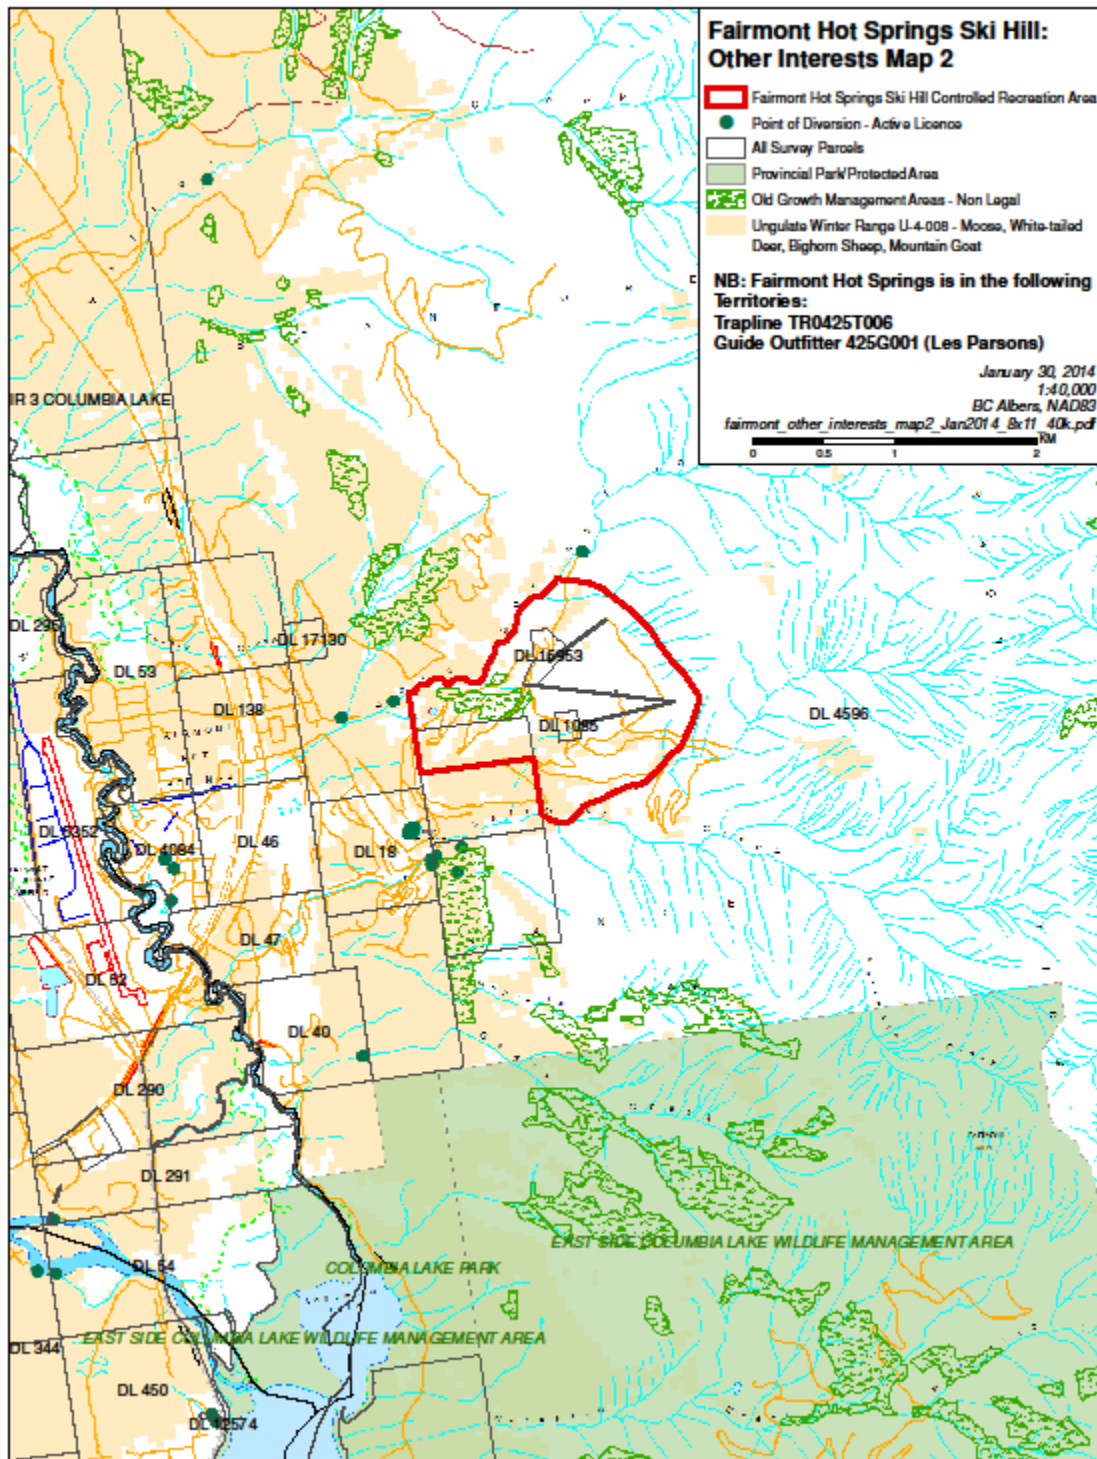 Fairmont Hot Springs Ski Hill:
Other Interests Map 2
Fairmont Hot Springs Ski Hill Controlled Recreation Area
Point of Diversion - Active Licence
All Survey Parcels
Provincial Park/Protected Area
Old Growth Management Areas - Non Legal
Ungulate Winter Range U-4-008 - Moose, White-tailed
Deer, Bighorn Sheep, Mountain Goat
NB: Fairmont Hot Springs is in the following
Territories:
Trapline TR0425T006
Guide Outfitter 425G001 (Les Parsons)
January 30, 2014
1:40,000
BC Albers, NAD83
fairmont_other_interests_map2_Jan2014_8x11_40k.pdf
KM
0 0.5 1 2
IR 3 COLUMBIA LAKE
DL 295
DL 17130
DL 53
DL 138
DL 15953
DL 1085
DL 4596
DL 4084
DL 46
DL 18
DL 47
DL 52
DL 40
DL 290
DL 291
EAST SIDE COLUMBIA LAKE WILDLIFE MANAGEMENT AREA
DL 54
COLUMBIA LAKE PARK
EAST SIDE COLUMBIA LAKE WILDLIFE MANAGEMENT AREA
DL 344
DL 450
DL 12574